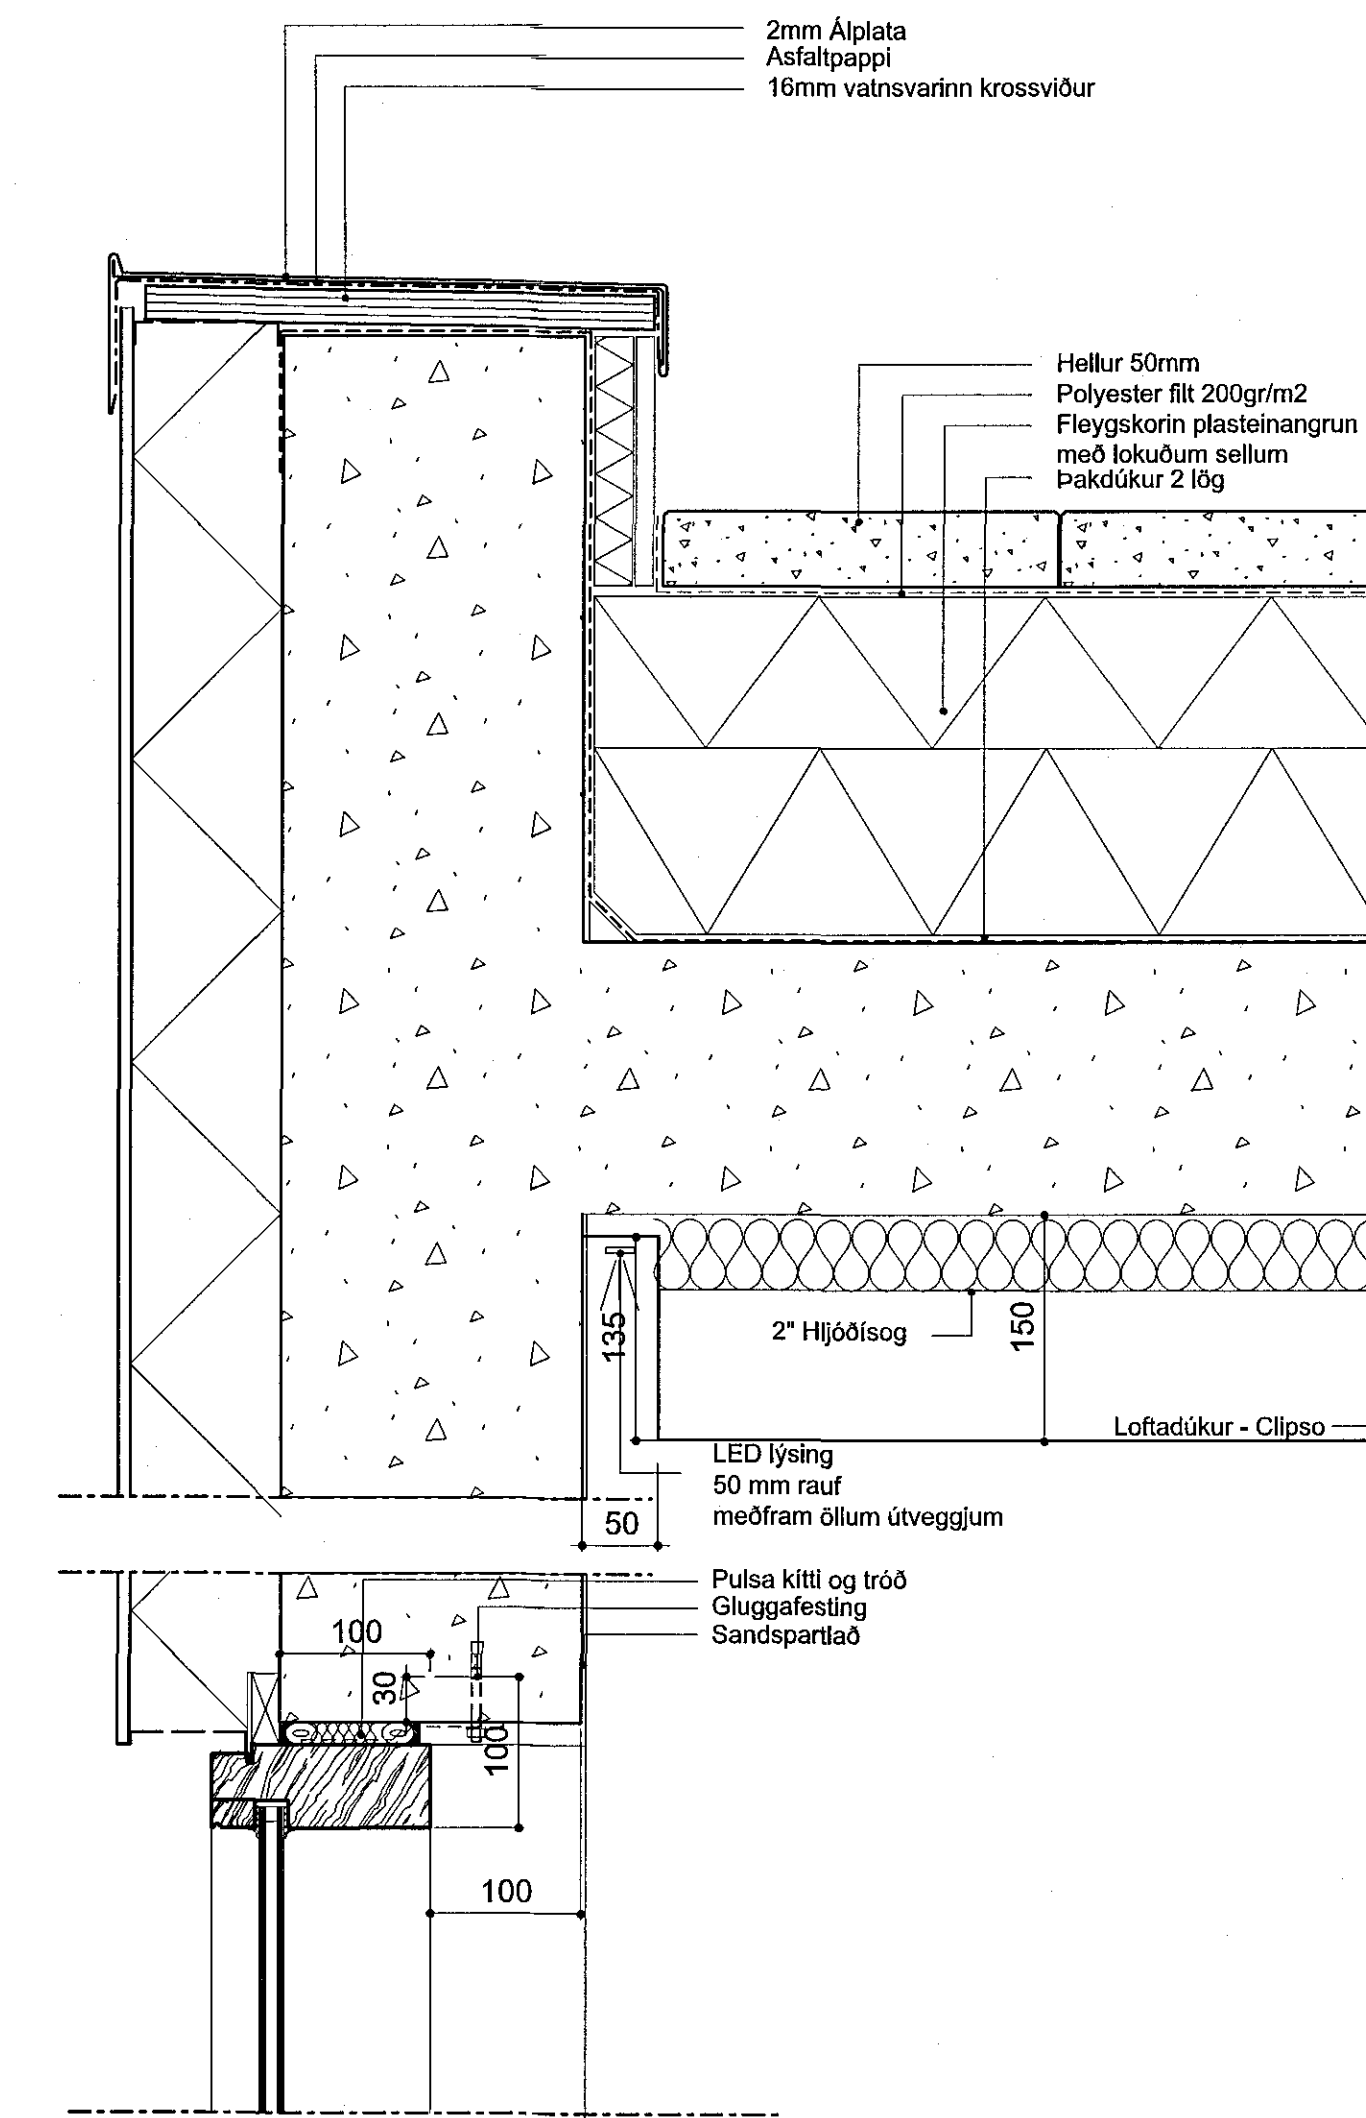 2mm Álplata
Asfaltpappi
16mm vatnsvarinn krossviður
Hellur 50mm
Polyester filt 200gr/m2
Fleygskorin plasteinangrun
með lokuðum sellum
Þakdúkur 2 lög
135
2" Hljóðísog
150
Loftadúkur - Clipso
LED lýsing
50 mm rauf
meðfram öllum útveggjum
50
Pulsa kítti og tróð
Gluggafesting
Sandspartlað
100
30
100
100